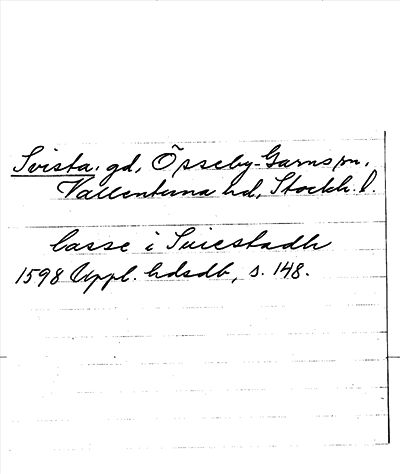 Svista, gd, Össeby-Garns sn,
Vallentuna hd, Stockh. l.
lasse i Suiestadh
1598 Uppl. hdsdb, s. 148.